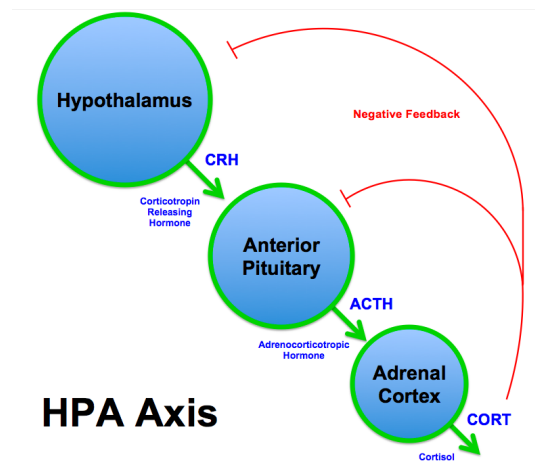 Hypothalamus
Negative Feedback
CRH
Corticotropin
Releasing
Hormone
Anterior
Pituitary
ACTH
Adrenocorticotropic
Hormone
Adrenal
Cortex
HPA Axis
CORT
Cortisol